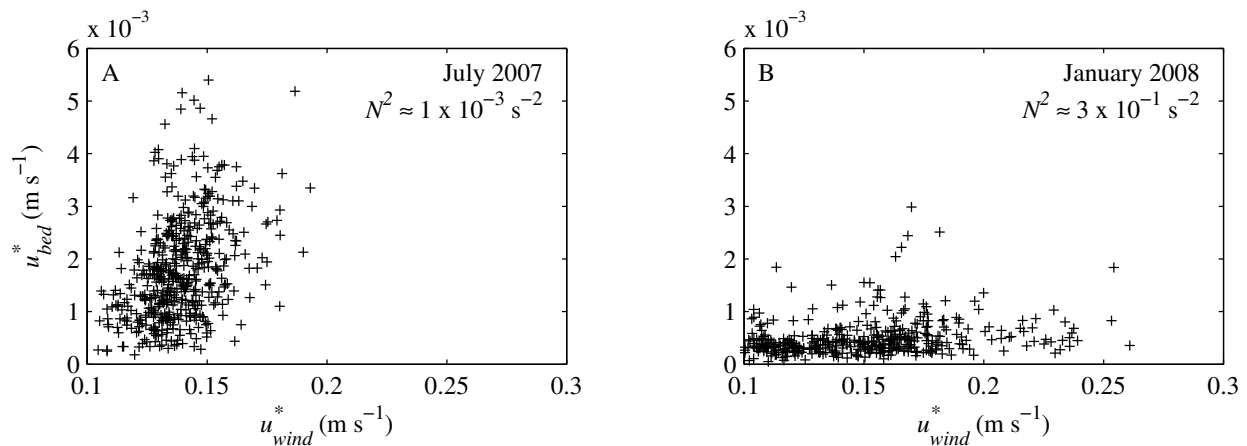 x 10⁻³
6
5
4
3
2
1
0
A
July 2007
N² ≈ 1 x 10⁻³ s⁻²
u*bed (m s⁻¹)
0.1 0.15 0.2 0.25 0.3
u*wind (m s⁻¹)
x 10⁻³
6
5
4
3
2
1
0
B
January 2008
N² ≈ 3 x 10⁻¹ s⁻²
0.1 0.15 0.2 0.25 0.3
u*wind (m s⁻¹)